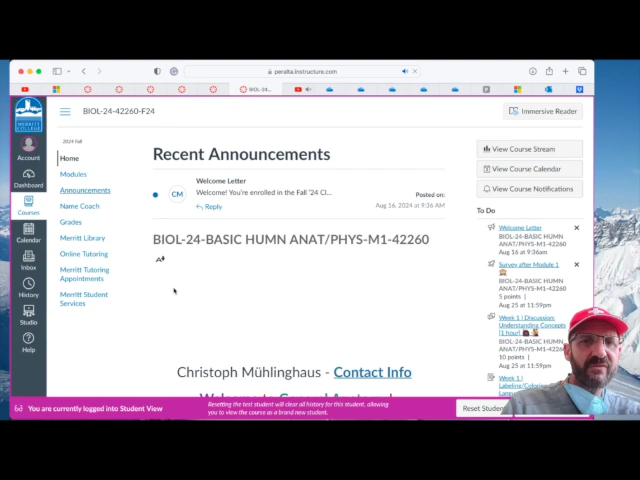 peralta.instructure.com
BIOL-24...
BIOL-24-42260-F24
Immersive Reader
MERRITT
COLLEGE
Account
Dashboard
Courses
Calendar
Inbox
History
Studio
Help
2024 Fall
Home
Modules
Announcements
Name Coach
Grades
Merritt Library
Online Tutoring
Merritt Tutoring
Appointments
Merritt Student
Services
Recent Announcements
CM
Welcome Letter
Welcome! You're enrolled in the Fall '24 Cl...
Reply
Posted on:
Aug 16, 2024 at 9:36 AM
BIOL-24-BASIC HUMN ANAT/PHYS-M1-42260
Christoph Mühlinghaus - Contact Info
View Course Stream
View Course Calendar
View Course Notifications
To Do
Welcome Letter
BIOL-24-BASIC HUMN
ANAT/PHYS-M1-42260
Aug 16 at 9:36am
Survey after Module 1
BIOL-24-BASIC HUMN
ANAT/PHYS-M1-42260
5 points |
Aug 25 at 11:59pm
Week 1 | Discussion:
Understanding Concepts
[1 hour]
BIOL-24-BASIC HUMN
ANAT/PHYS-M1-42260
10 points |
Aug 25 at 11:59pm
Week 1 |
Labeling/Coloring
You are currently logged into Student View
Resetting the test student will clear all history for this student, allowing
you to view the course as a brand new student.
Reset Studen